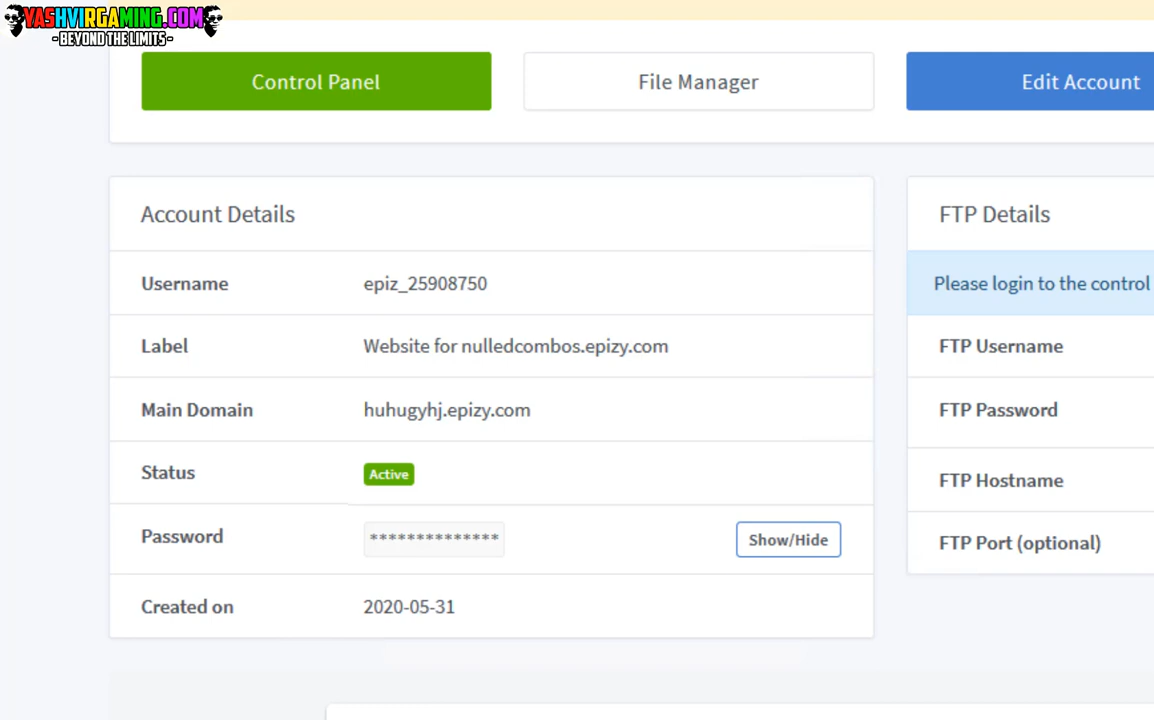 YASHVIRGAMING.COM
- BEYOND THE LIMITS -
Control Panel
File Manager
Edit Account
Account Details
Username epiz_25908750
Label Website for nulledcombos.epizy.com
Main Domain huhugyhj.epizy.com
Status Active
Password ************** Show/Hide
Created on 2020-05-31
FTP Details
Please login to the control
FTP Username
FTP Password
FTP Hostname
FTP Port (optional)